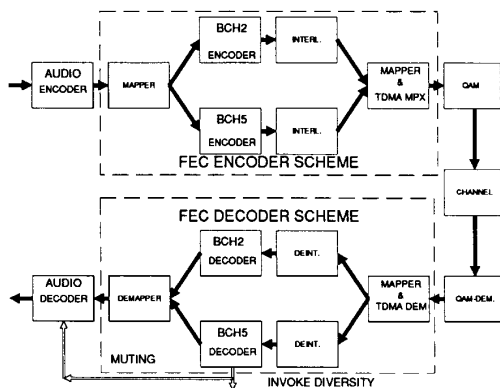 BCH2
ENCODER
INTERL.
AUDIO
ENCODER
MAPPER
MAPPER
&
TDMA MPX
QAM
BCH5
ENCODER
INTERL.
FEC ENCODER SCHEME
CHANNEL
FEC DECODER SCHEME
BCH2
DECODER
DEINT.
AUDIO
DECODER
DEMAPPER
MAPPER
&
TDMA DEM
QAM-DEM.
BCH5
DECODER
DEINT.
MUTING
INVOKE DIVERSITY